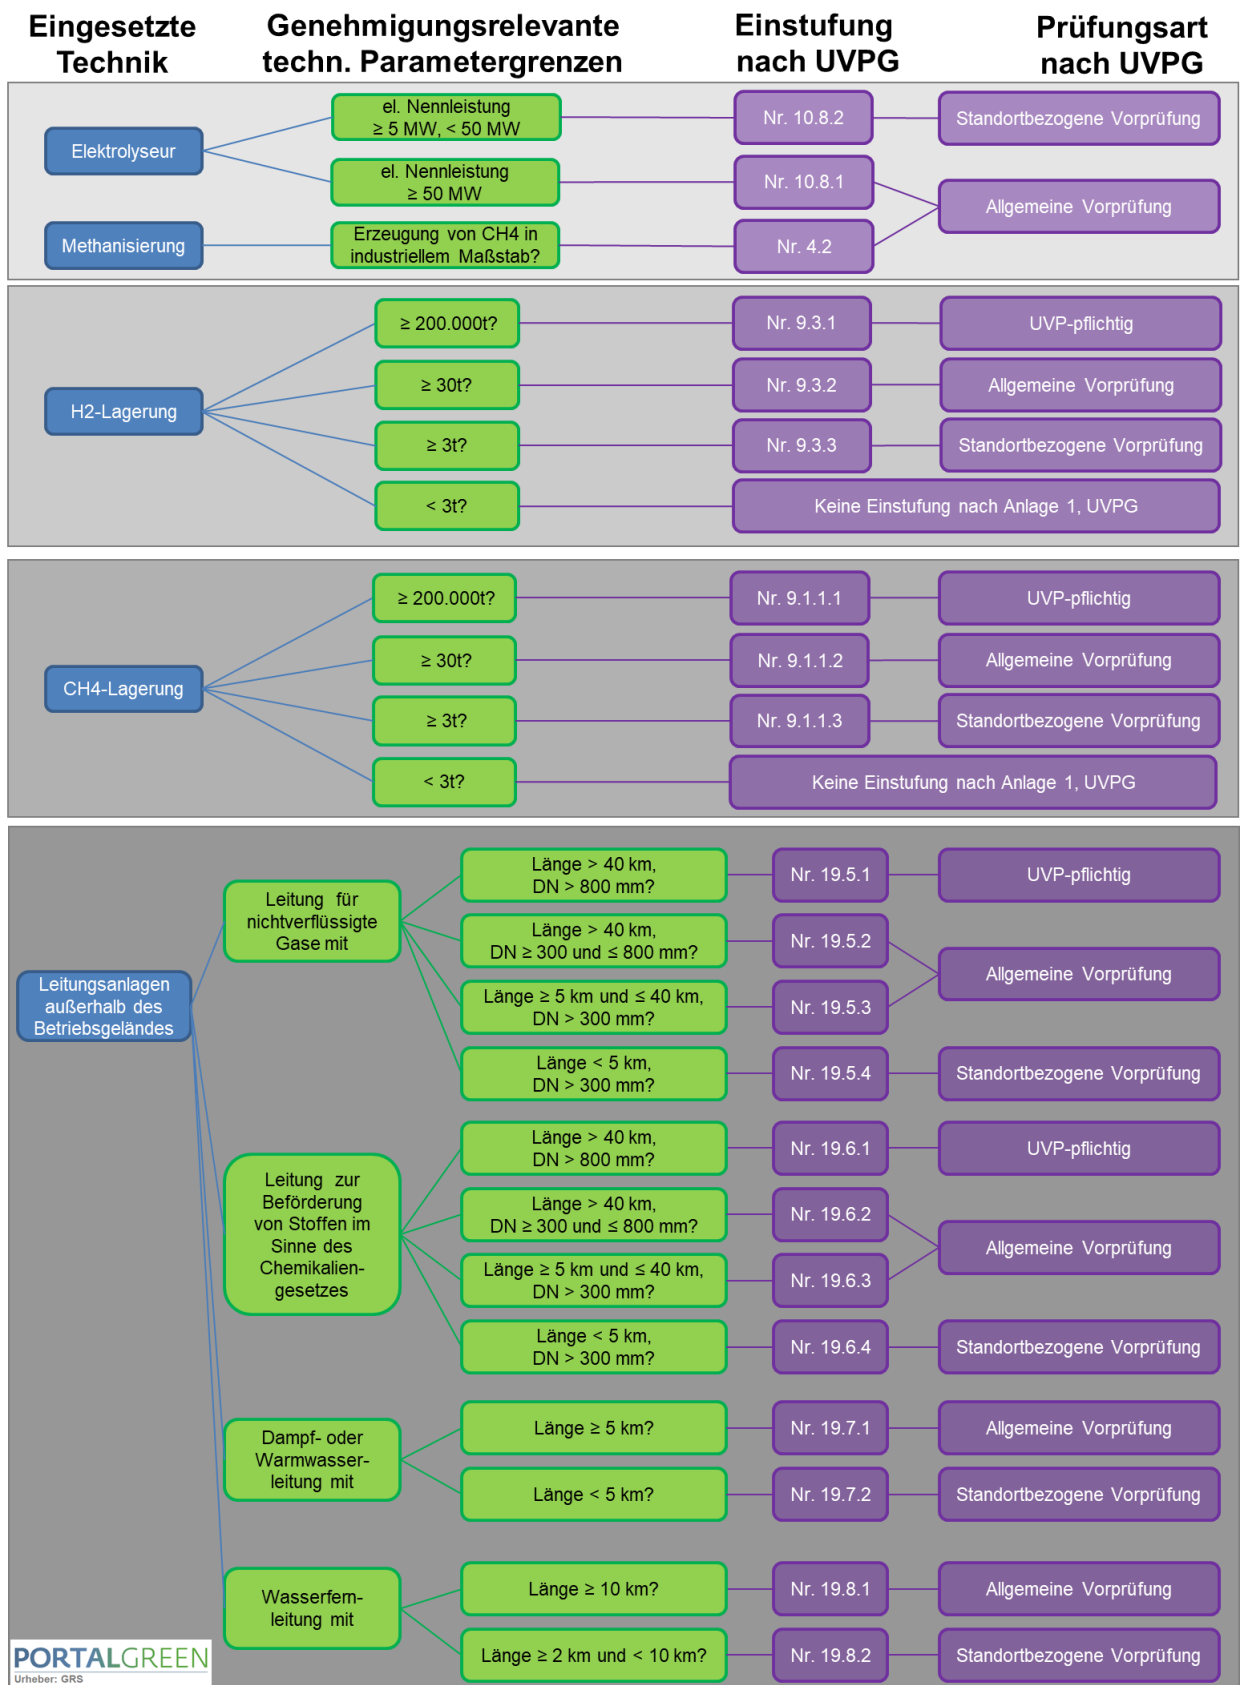 Eingesetzte
Technik
Genehmigungsrelevante
techn. Parametergrenzen
Einstufung
nach UVPG
Prüfungsart
nach UVPG
Elektrolyseur
el. Nennleistung
≥ 5 MW, < 50 MW
Nr. 10.8.2
Standortbezogene Vorprüfung
el. Nennleistung
≥ 50 MW
Nr. 10.8.1
Allgemeine Vorprüfung
Methanisierung
Erzeugung von CH4 in
industriellem Maßstab?
Nr. 4.2
H2-Lagerung
≥ 200.000t?
Nr. 9.3.1
UVP-pflichtig
≥ 30t?
Nr. 9.3.2
Allgemeine Vorprüfung
≥ 3t?
Nr. 9.3.3
Standortbezogene Vorprüfung
< 3t?
Keine Einstufung nach Anlage 1, UVPG
CH4-Lagerung
≥ 200.000t?
Nr. 9.1.1.1
UVP-pflichtig
≥ 30t?
Nr. 9.1.1.2
Allgemeine Vorprüfung
≥ 3t?
Nr. 9.1.1.3
Standortbezogene Vorprüfung
< 3t?
Keine Einstufung nach Anlage 1, UVPG
Leitungsanlagen
außerhalb des
Betriebsgeländes
Leitung für
nichtverflüssigte
Gase mit
Länge > 40 km,
DN > 800 mm?
Nr. 19.5.1
UVP-pflichtig
Länge > 40 km,
DN ≥ 300 und ≤ 800 mm?
Nr. 19.5.2
Allgemeine Vorprüfung
Länge ≥ 5 km und ≤ 40 km,
DN > 300 mm?
Nr. 19.5.3
Länge < 5 km,
DN > 300 mm?
Nr. 19.5.4
Standortbezogene Vorprüfung
Leitung zur
Beförderung
von Stoffen im
Sinne des
Chemikalien-
gesetzes
Länge > 40 km,
DN > 800 mm?
Nr. 19.6.1
UVP-pflichtig
Länge > 40 km,
DN ≥ 300 und ≤ 800 mm?
Nr. 19.6.2
Allgemeine Vorprüfung
Länge ≥ 5 km und ≤ 40 km,
DN > 300 mm?
Nr. 19.6.3
Länge < 5 km,
DN > 300 mm?
Nr. 19.6.4
Standortbezogene Vorprüfung
Dampf- oder
Warmwasser-
leitung mit
Länge ≥ 5 km?
Nr. 19.7.1
Allgemeine Vorprüfung
Länge < 5 km?
Nr. 19.7.2
Standortbezogene Vorprüfung
Wasserfern-
leitung mit
Länge ≥ 10 km?
Nr. 19.8.1
Allgemeine Vorprüfung
Länge ≥ 2 km und < 10 km?
Nr. 19.8.2
Standortbezogene Vorprüfung
PORTALGREEN
Urheber: GRS